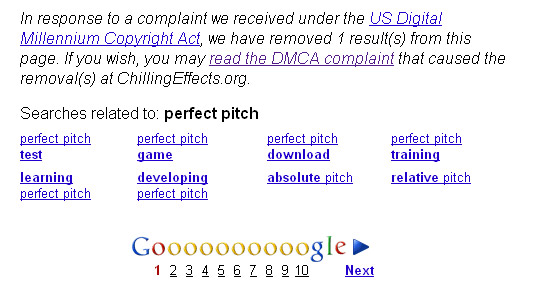 In response to a complaint we received under the US Digital
Millennium Copyright Act, we have removed 1 result(s) from this
page. If you wish, you may read the DMCA complaint that caused the
removal(s) at ChillingEffects.org.
Searches related to: perfect pitch
perfect pitch test
perfect pitch game
perfect pitch download
perfect pitch training
learning perfect pitch
developing perfect pitch
absolute pitch
relative pitch
Goooooooooogle
1 2 3 4 5 6 7 8 9 10 Next